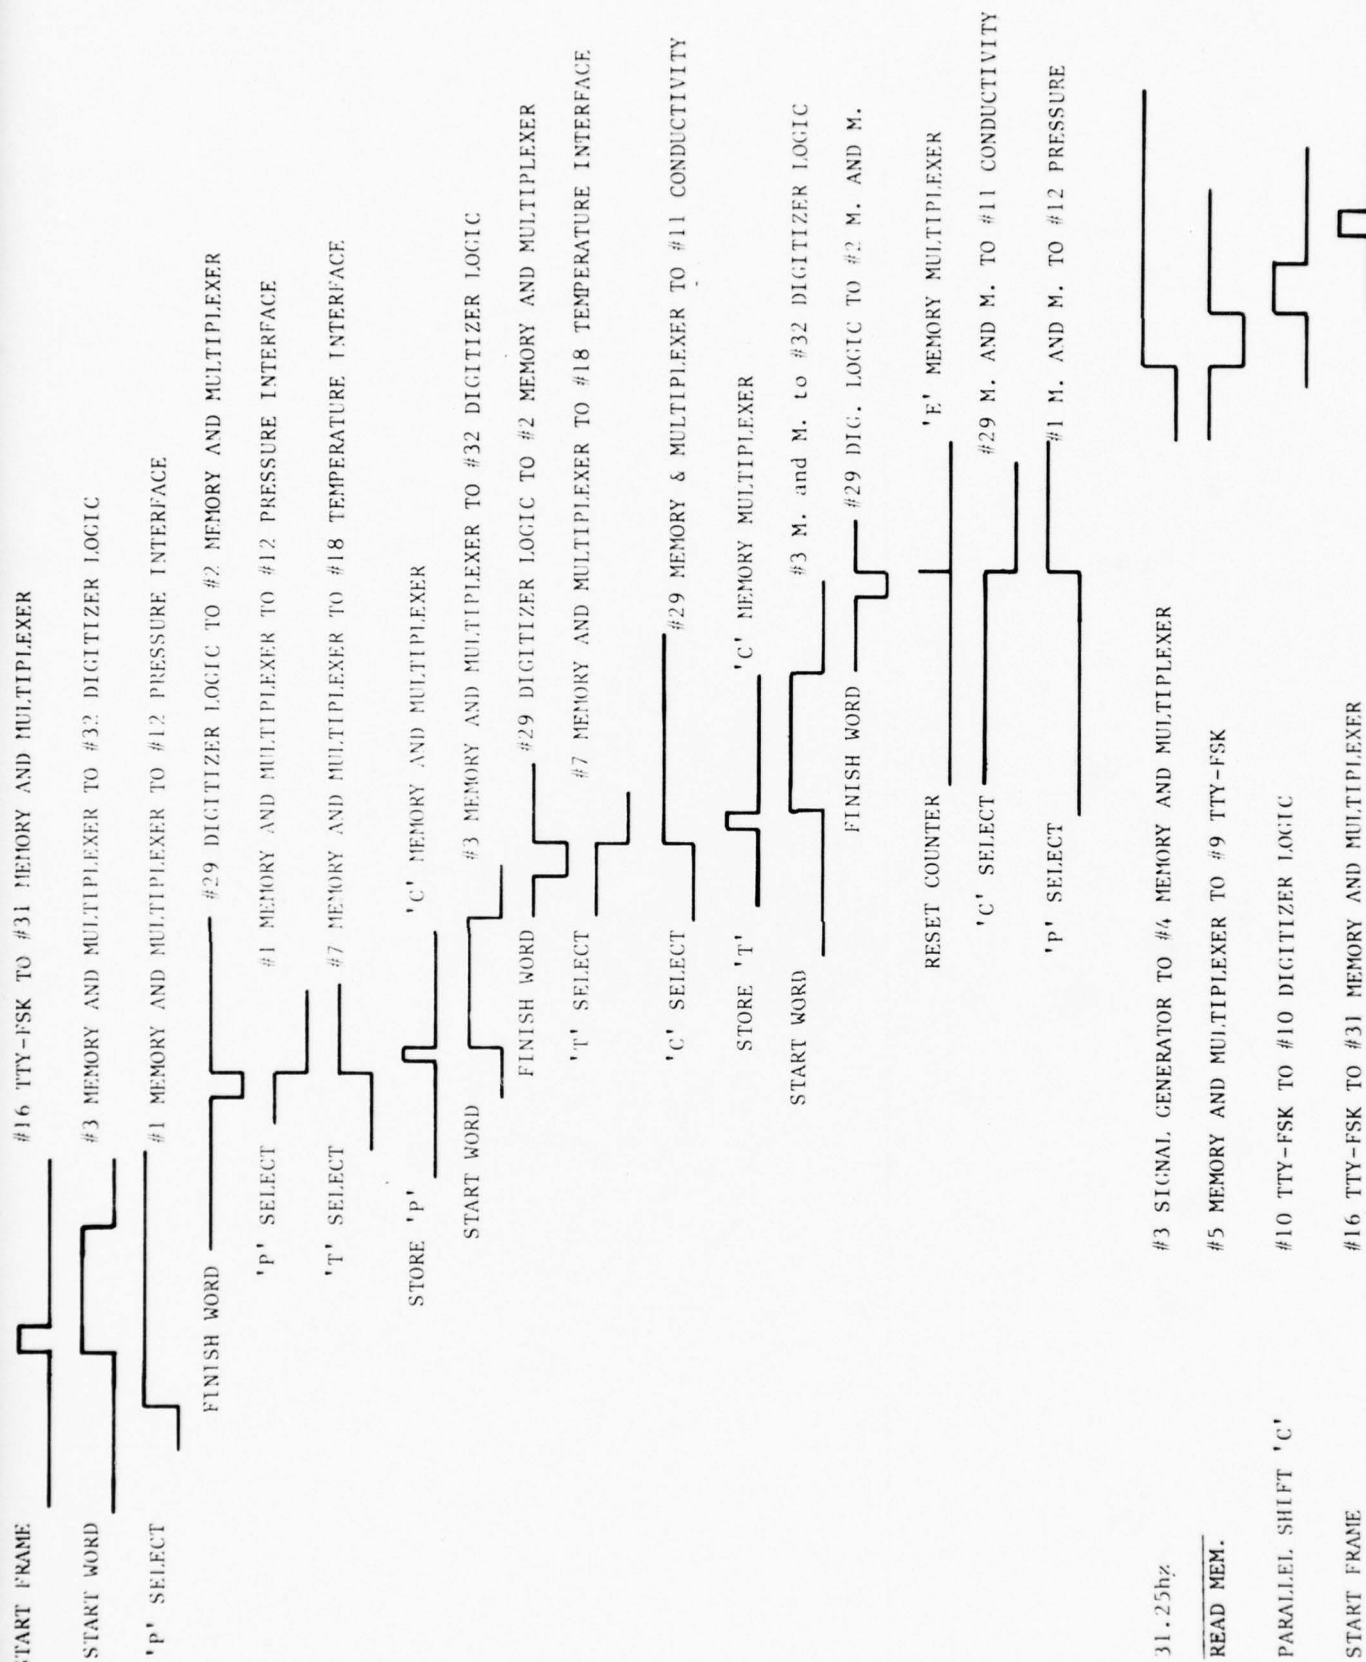 START FRAME #16 TTY-FSK TO #31 MEMORY AND MULTIPLEXER
START WORD #3 MEMORY AND MULTIPLEXER TO #32 DIGITIZER LOGIC
'P' SELECT #1 MEMORY AND MULTIPLEXER TO #12 PRESSURE INTERFACE
FINISH WORD #29 DIGITIZER LOGIC TO #2 MEMORY AND MULTIPLEXER
'P' SELECT #1 MEMORY AND MULTIPLEXER TO #12 PRESSURE INTERFACE
'T' SELECT #7 MEMORY AND MULTIPLEXER TO #18 TEMPERATURE INTERFACE
STORE 'P' 'C' MEMORY AND MULTIPLEXER
START WORD #3 MEMORY AND MULTIPLEXER TO #32 DIGITIZER LOGIC
FINISH WORD #29 DIGITIZER LOGIC TO #2 MEMORY AND MULTIPLEXER
'T' SELECT #7 MEMORY AND MULTIPLEXER TO #18 TEMPERATURE INTERFACE
'C' SELECT #29 MEMORY & MULTIPLEXER TO #11 CONDUCTIVITY
STORE 'T' 'C' MEMORY MULTIPLEXER
START WORD #3 M. and M. to #32 DIGITIZER LOGIC
FINISH WORD #29 DIG. LOGIC TO #2 M. AND M.
RESET COUNTER 'E' MEMORY MULTIPLEXER
'C' SELECT #29 M. AND M. TO #11 CONDUCTIVITY
'P' SELECT #1 M. AND M. TO #12 PRESSURE
31.25hz #3 SIGNAL GENERATOR TO #4 MEMORY AND MULTIPLEXER
READ MEM. #5 MEMORY AND MULTIPLEXER TO #9 TTY-FSK
PARALLEL SHIFT 'C' #10 TTY-FSK TO #10 DIGITIZER LOGIC
START FRAME #16 TTY-FSK TO #31 MEMORY AND MULTIPLEXER